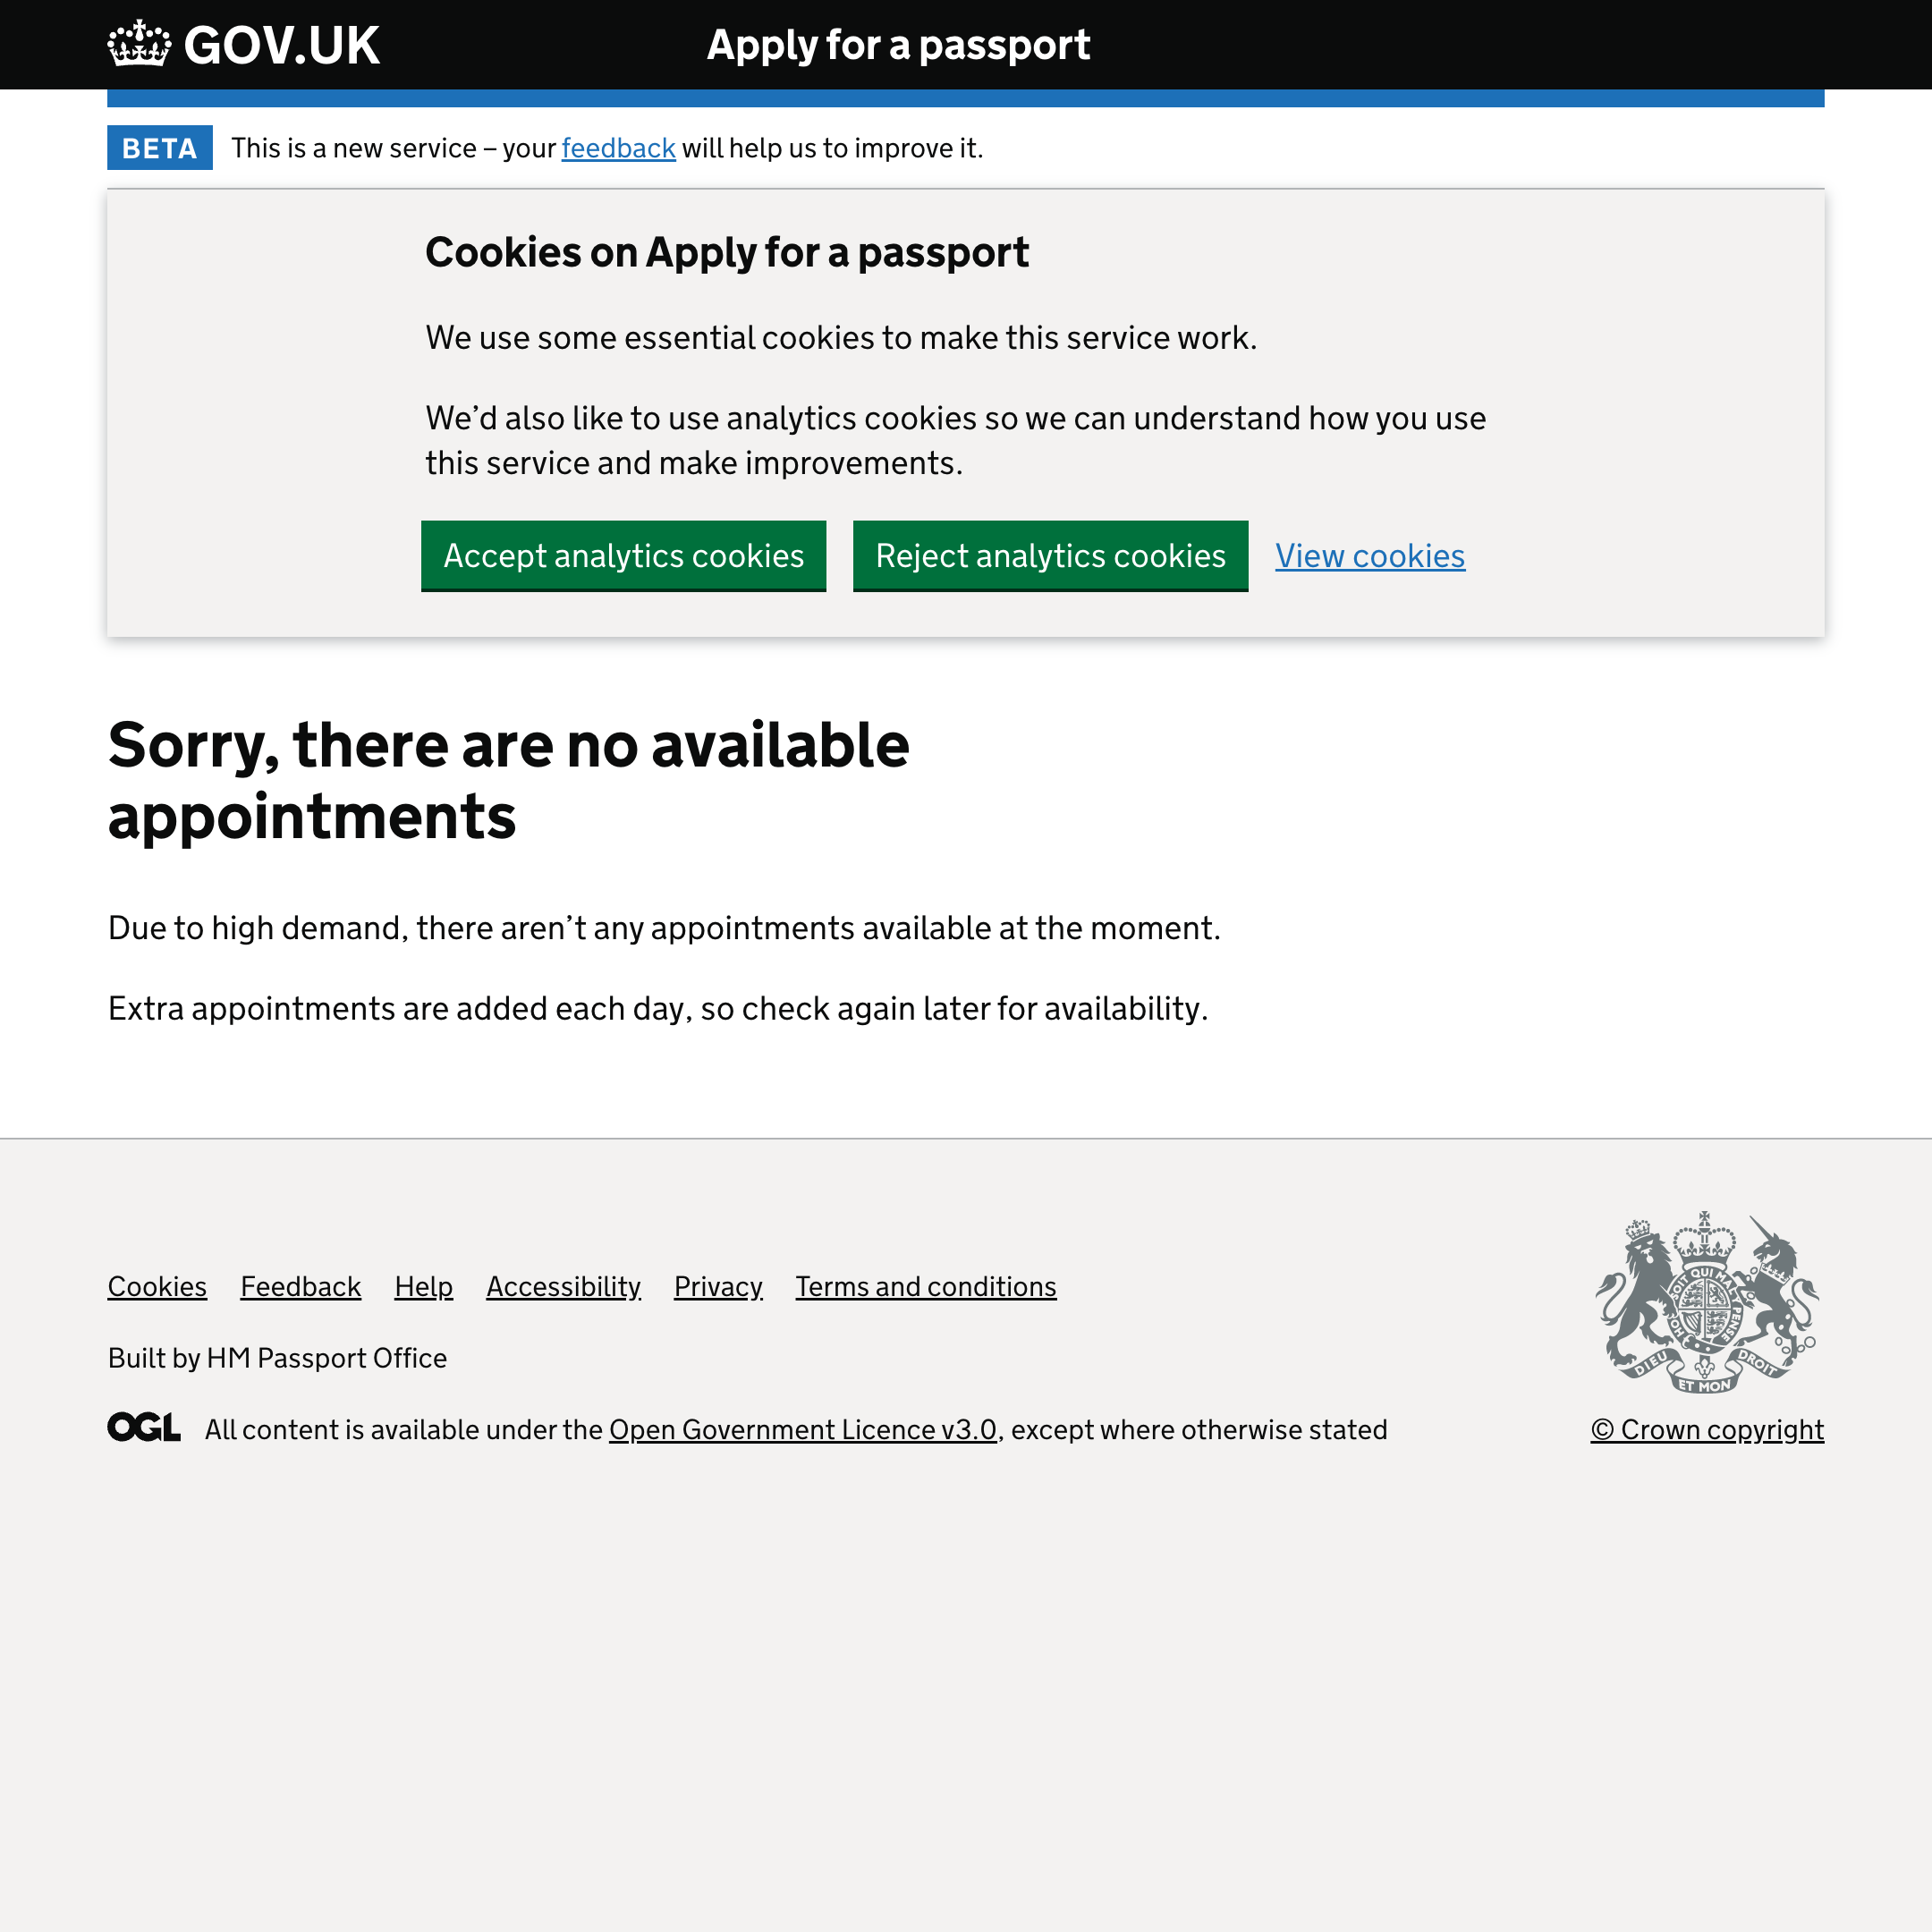 GOV.UK
Apply for a passport
BETA
This is a new service – your feedback will help us to improve it.
Cookies on Apply for a passport
We use some essential cookies to make this service work.
We’d also like to use analytics cookies so we can understand how you use
this service and make improvements.
Accept analytics cookies
Reject analytics cookies
View cookies
Sorry, there are no available
appointments
Due to high demand, there aren’t any appointments available at the moment.
Extra appointments are added each day, so check again later for availability.
Cookies
Feedback
Help
Accessibility
Privacy
Terms and conditions
Built by HM Passport Office
OGL
All content is available under the Open Government Licence v3.0, except where otherwise stated
DIEU
ET MON
DROIT
© Crown copyright